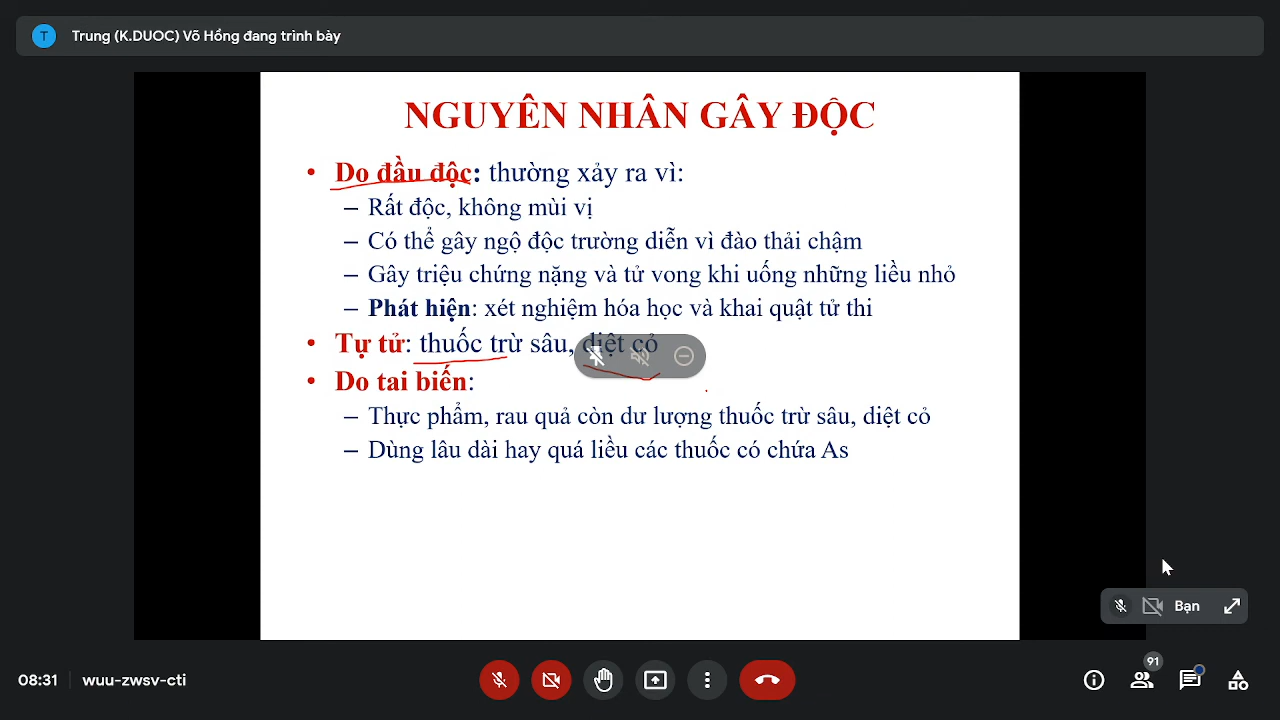 T
Trung (K.DUOC) Võ Hồng đang trình bày
NGUYÊN NHÂN GÂY ĐỘC
• Do đầu độc: thường xảy ra vì:
– Rất độc, không mùi vị
– Có thể gây ngộ độc trường diễn vì đào thải chậm
– Gây triệu chứng nặng và tử vong khi uống những liều nhỏ
– Phát hiện: xét nghiệm hóa học và khai quật tử thi
• Tự tử: thuốc trừ sâu, diệt cỏ
• Do tai biến:
– Thực phẩm, rau quả còn dư lượng thuốc trừ sâu, diệt cỏ
– Dùng lâu dài hay quá liều các thuốc có chứa As
Bạn
08:31 wuu-zwsv-cti
91